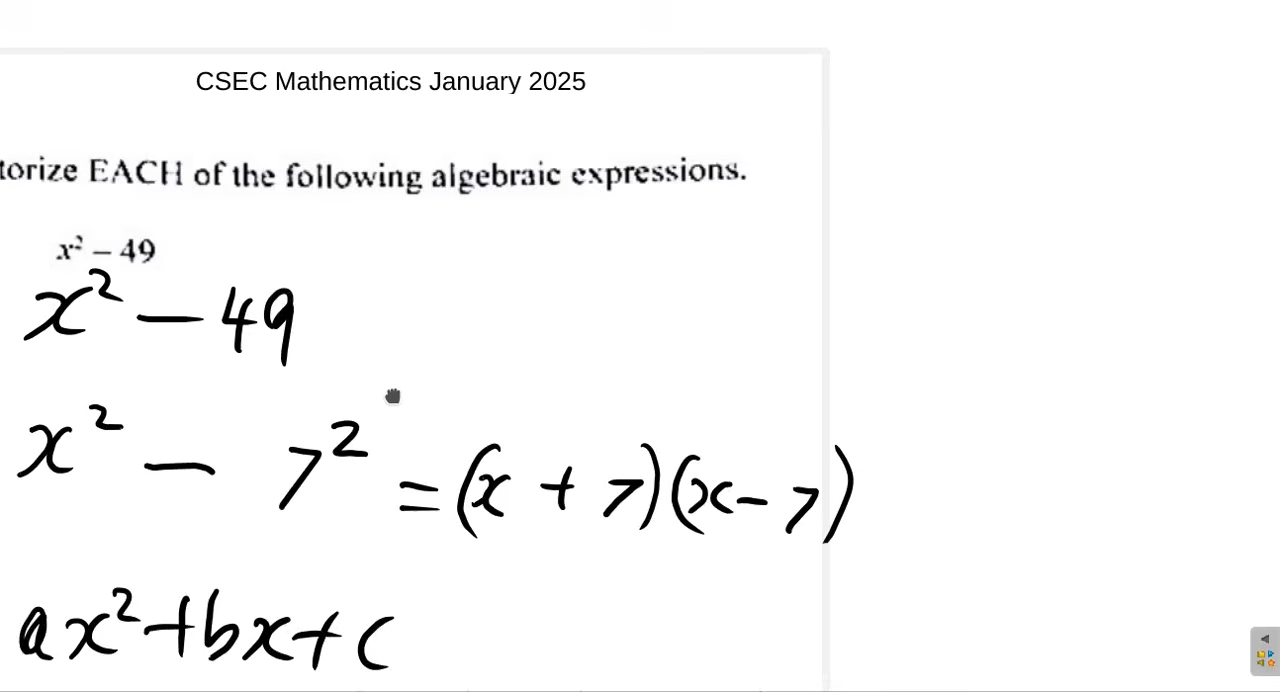 CSEC Mathematics January 2025
torize EACH of the following algebraic expressions.
x² – 49
x² – 49
x² – 7² = (x + 7)(x – 7)
ax² + bx + c